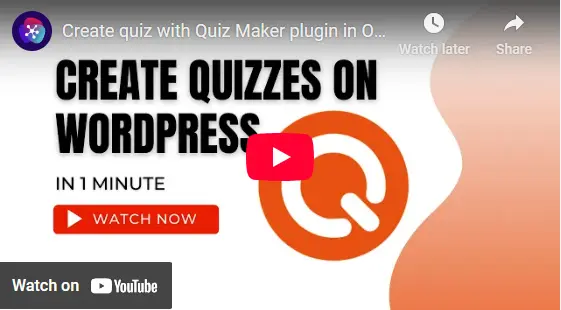 Create quiz with Quiz Maker plugin in O...
Watch later
Share
CREATE QUIZZES ON
WORDPRESS
IN 1 MINUTE
WATCH NOW
Watch on YouTube